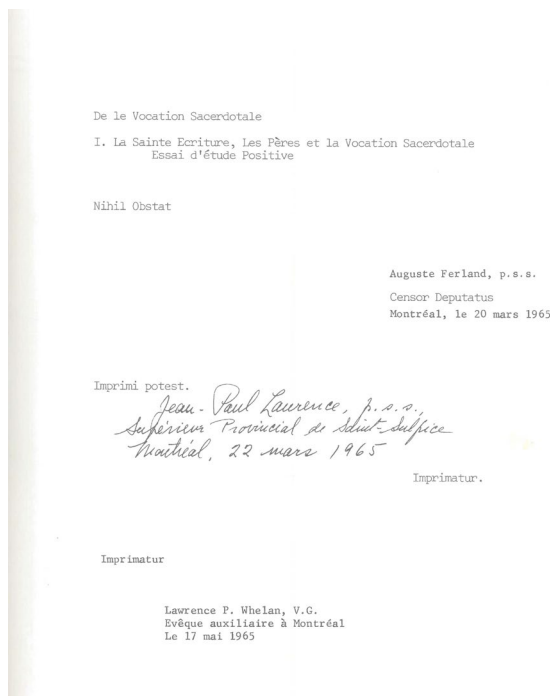 De le Vocation Sacerdotale
I. La Sainte Ecriture, Les Pères et la Vocation Sacerdotale
Essai d'étude Positive
Nihil Obstat
Auguste Ferland, p.s.s.
Censor Deputatus
Montréal, le 20 mars 1965
Imprimi potest.
Jean-Paul Laurence, p.s.s.,
Supérieur Provincial de Saint-Sulpice
Montréal, 22 mars 1965
Imprimatur.
Imprimatur
Lawrence P. Whelan, V.G.
Evêque auxiliaire à Montréal
Le 17 mai 1965